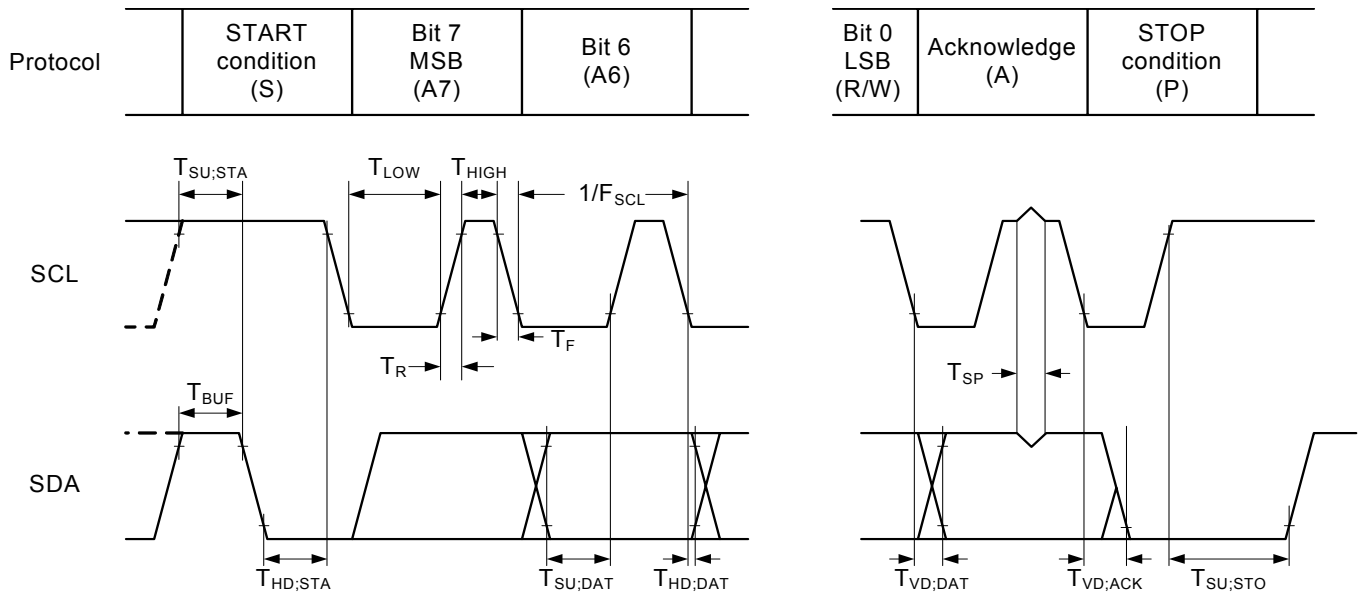 Protocol
START
condition
(S)
Bit 7
MSB
(A7)
Bit 6
(A6)
Bit 0
LSB
(R/W)
Acknowledge
(A)
STOP
condition
(P)
TSU;STA
TLOW
THIGH
1/FSCL
SCL
TF
TR
TSP
TBUF
SDA
THD;STA
TSU;DAT
THD;DAT
TVD;DAT
TVD;ACK
TSU;STO